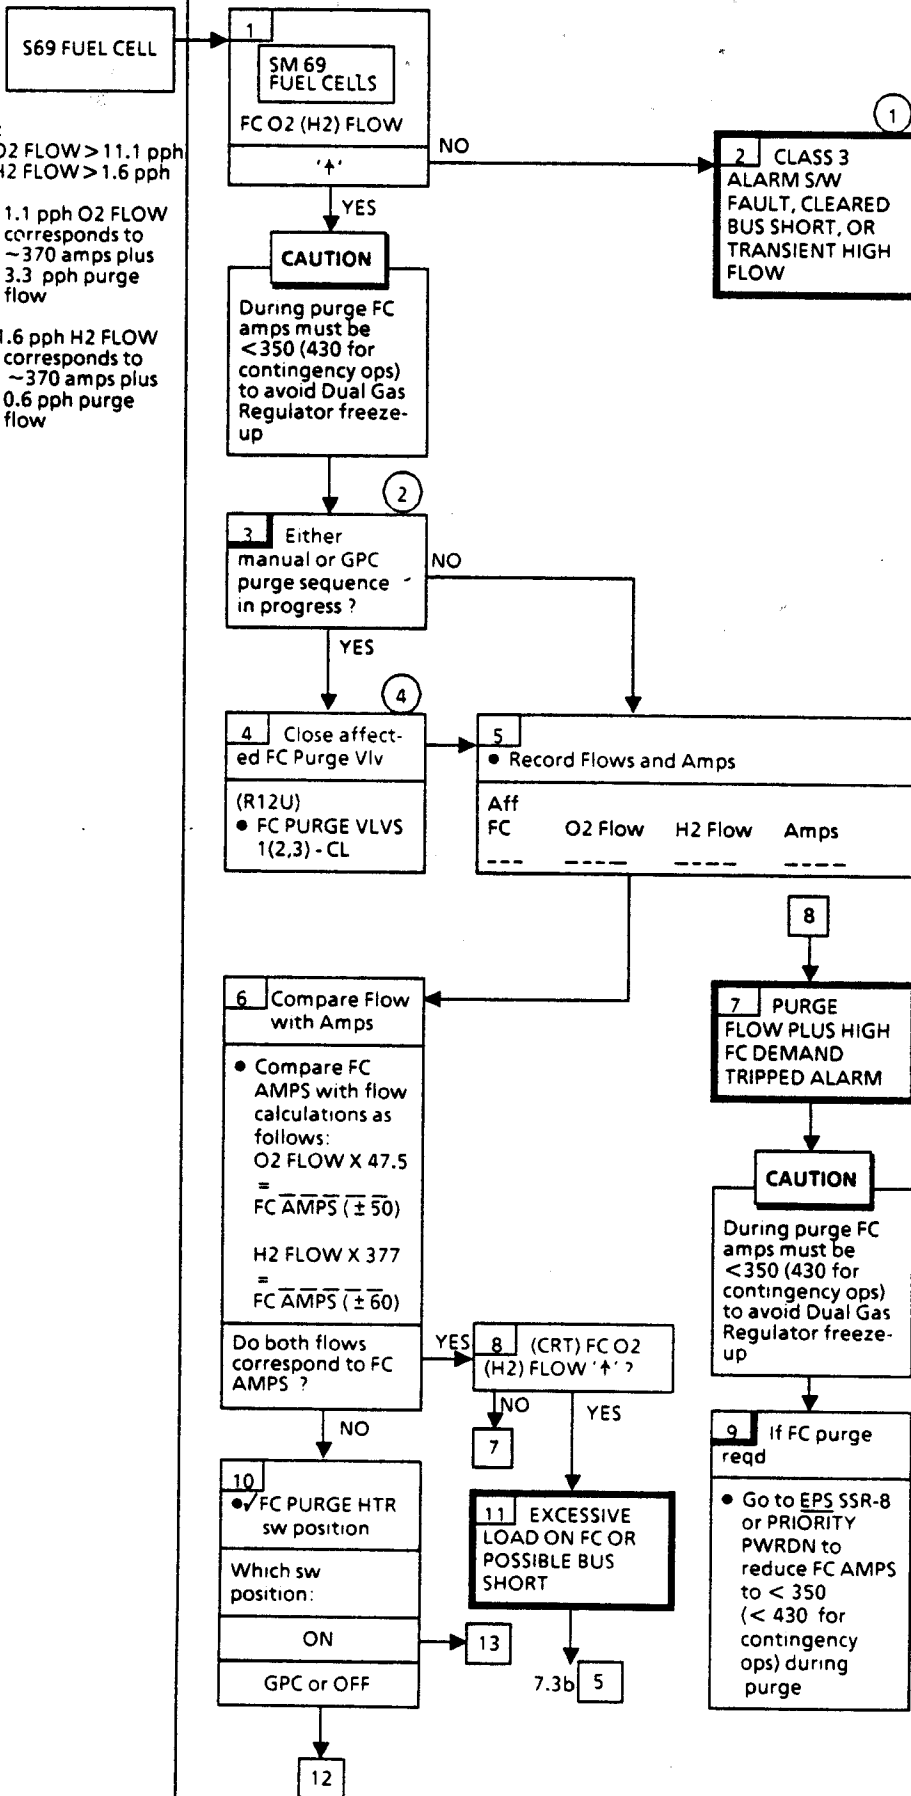 S69 FUEL CELL
O2 FLOW > 11.1 pph
H2 FLOW > 1.6 pph
1.1 pph O2 FLOW
corresponds to
~370 amps plus
3.3 pph purge
flow
1.6 pph H2 FLOW
corresponds to
~370 amps plus
0.6 pph purge
flow
1
SM 69
FUEL CELLS
FC O2 (H2) FLOW
'↑'
NO
YES
1
2 CLASS 3
ALARM S/W
FAULT, CLEARED
BUS SHORT, OR
TRANSIENT HIGH
FLOW
CAUTION
During purge FC
amps must be
<350 (430 for
contingency ops)
to avoid Dual Gas
Regulator freeze-
up
2
3 Either
manual or GPC
purge sequence
in progress ?
NO
YES
4
4 Close affect-
ed FC Purge Vlv
(R12U)
● FC PURGE VLVS
1(2,3) - CL
5
● Record Flows and Amps
Aff
FC O2 Flow H2 Flow Amps
--- ----- ---- -----
6 Compare Flow
with Amps
● Compare FC
AMPS with flow
calculations as
follows:
O2 FLOW X 47.5
=
_ _ _ _ _
FC AMPS (± 50)
H2 FLOW X 377
=
_ _ _ _ _
FC AMPS (± 60)
Do both flows
correspond to FC
AMPS ?
YES
NO
8 (CRT) FC O2
(H2) FLOW '↑' ?
NO
YES
7
8
7 PURGE
FLOW PLUS HIGH
FC DEMAND
TRIPPED ALARM
CAUTION
During purge FC
amps must be
<350 (430 for
contingency ops)
to avoid Dual Gas
Regulator freeze-
up
9 If FC purge
reqd
● Go to EPS SSR-8
or PRIORITY
PWRDN to
reduce FC AMPS
to < 350
(< 430 for
contingency
ops) during
purge
10
●✓FC PURGE HTR
sw position
Which sw
position:
ON
GPC or OFF
13
12
11 EXCESSIVE
LOAD ON FC OR
POSSIBLE BUS
SHORT
7.3b 5